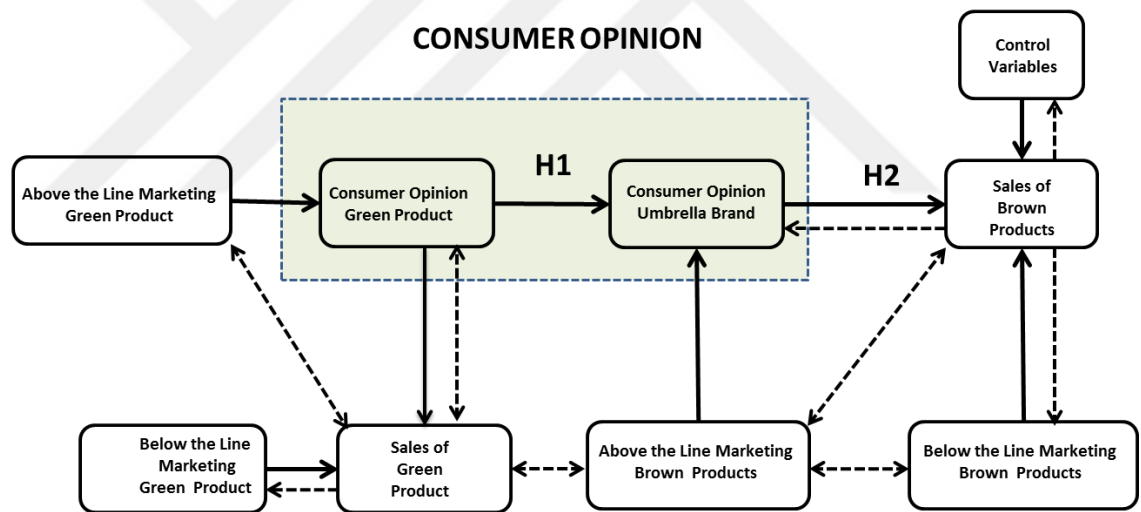 CONSUMER OPINION
Control
Variables
Above the Line Marketing
Green Product
Consumer Opinion
Green Product
H1
Consumer Opinion
Umbrella Brand
H2
Sales of
Brown
Products
Below the Line
Marketing
Green Product
Sales of
Green
Product
Above the Line Marketing
Brown Products
Below the Line Marketing
Brown Products